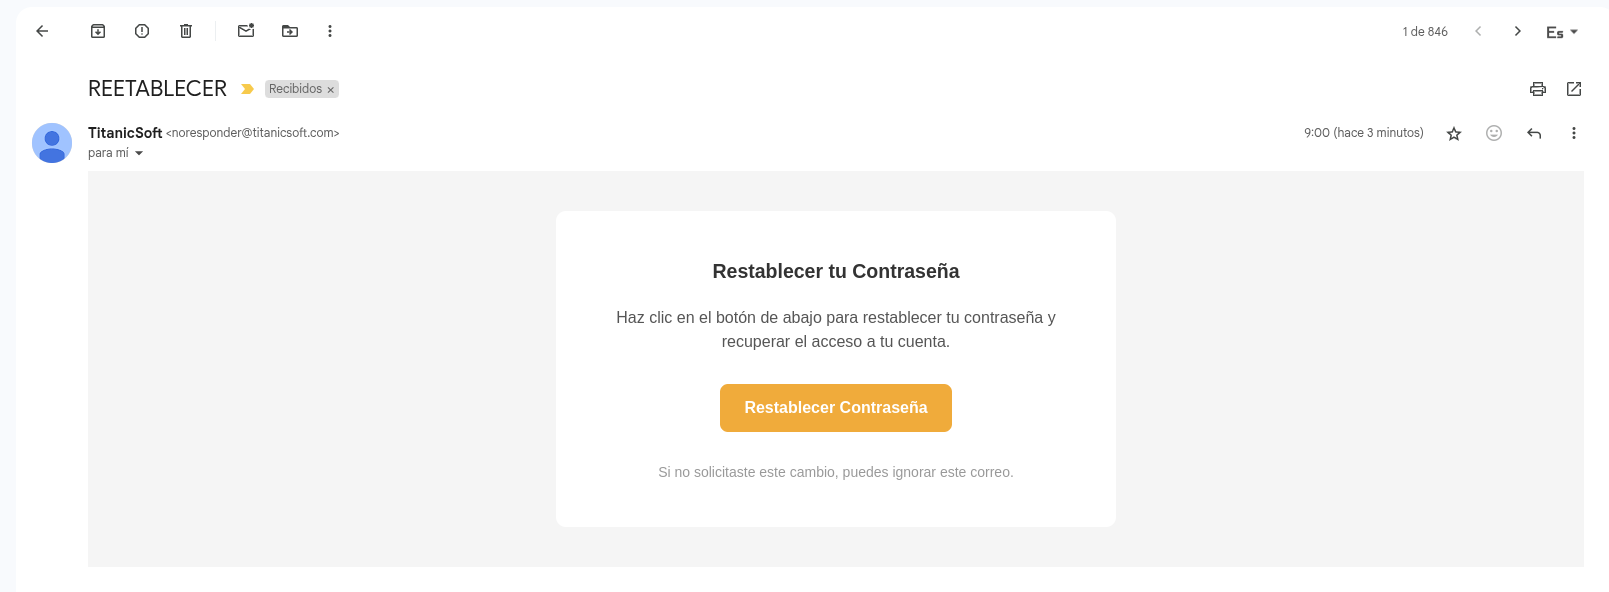 1 de 846
Es
REETABLECER
Recibidos ×
TitanicSoft <noresponder@titanicsoft.com>
9:00 (hace 3 minutos)
para mí
Restablecer tu Contraseña
Haz clic en el botón de abajo para restablecer tu contraseña y
recuperar el acceso a tu cuenta.
Restablecer Contraseña
Si no solicitaste este cambio, puedes ignorar este correo.